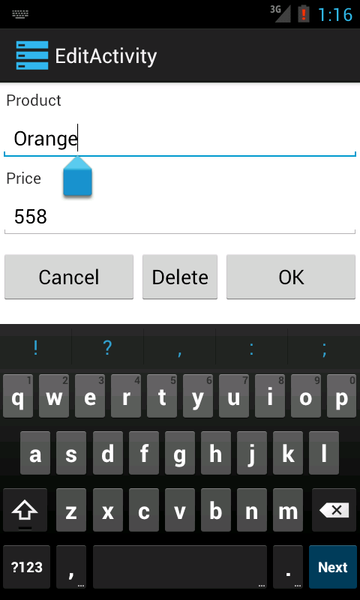 3G 1:16
EditActivity
Product
Orange
Price
558
Cancel Delete OK
! ? , : ;
1 2 3 4 5 6 7 8 9 0
q w e r t y u i o p
a s d f g h j k l
z x c v b n m
?123 , ... ... . ... Next